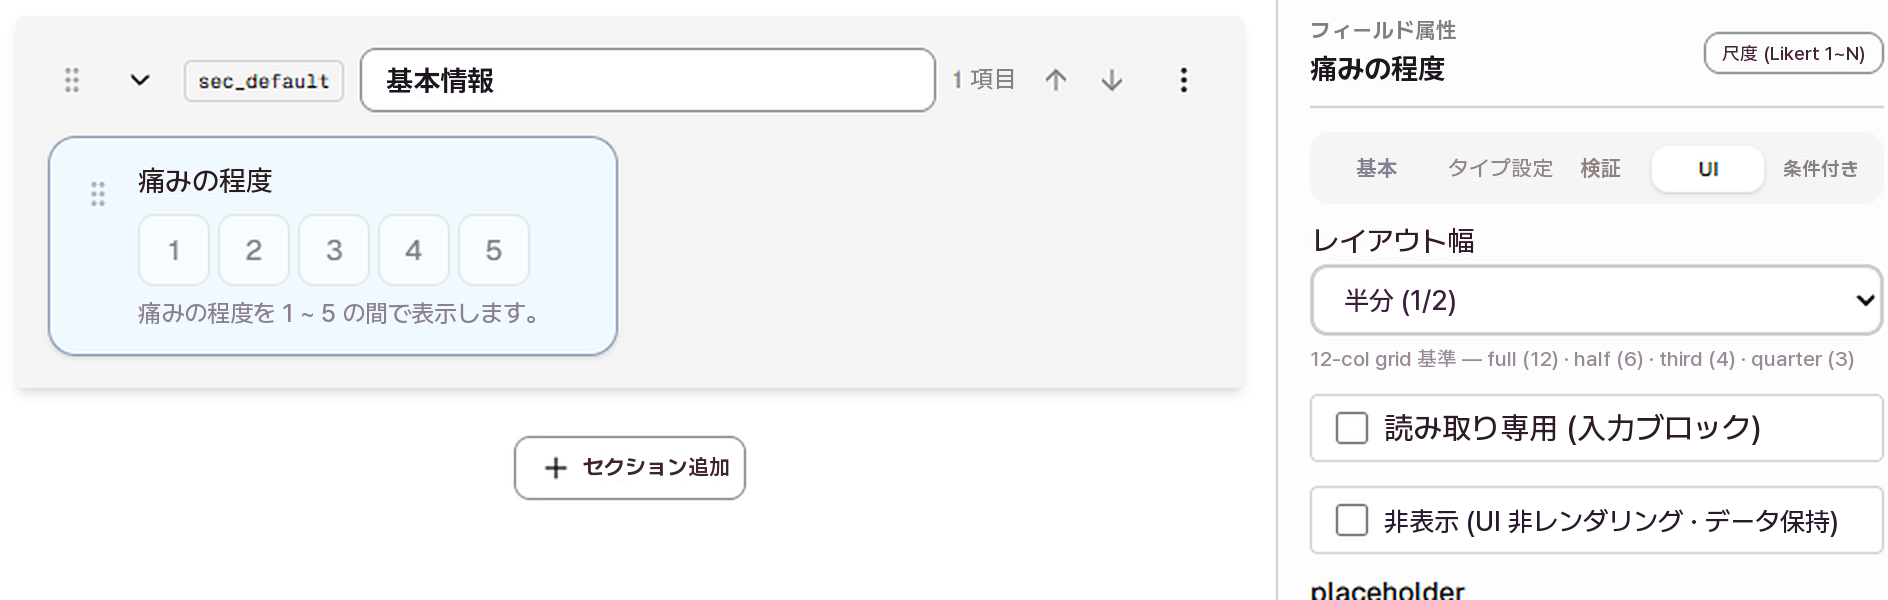 sec_default
基本情報
1 項目
痛みの程度
1 2 3 4 5
痛みの程度を 1 ~ 5 の間で表示します。
セクション追加
フィールド属性
痛みの程度
尺度 (Likert 1~N)
基本 タイプ設定 検証 UI 条件付き
レイアウト幅
半分 (1/2)
12-col grid 基準 — full (12) · half (6) · third (4) · quarter (3)
読み取り専用 (入力ブロック)
非表示 (UI 非レンダリング · データ保持)
placeholder